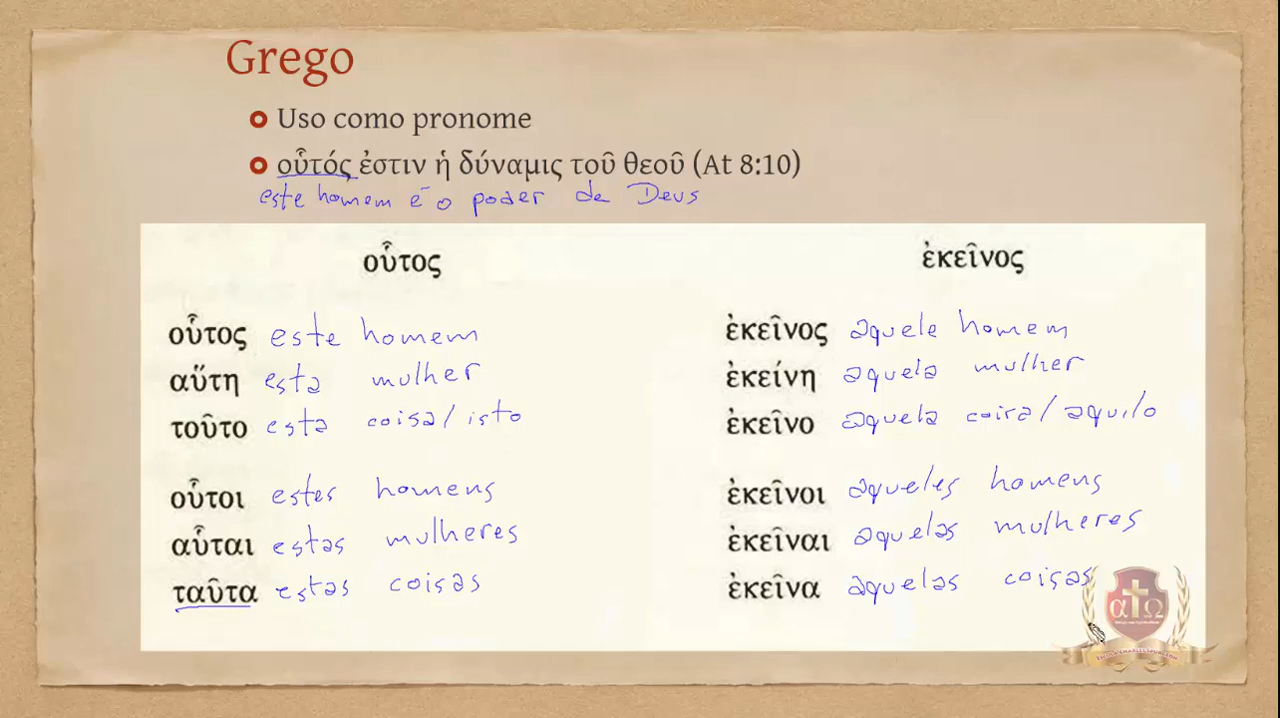 Grego
Uso como pronome
οὗτός ἐστιν ἡ δύναμις τοῦ θεοῦ (At 8:10)
este homem é o poder de Deus
οὗτος
ἐκεῖνος
οὗτος este homem
αὕτη esta mulher
τοῦτο esta coisa/isto
οὗτοι estes homens
αὗται estas mulheres
ταῦτα estas coisas
ἐκεῖνος aquele homem
ἐκείνη aquela mulher
ἐκεῖνο aquela coisa/aquilo
ἐκεῖνοι aqueles homens
ἐκεῖναι aquelas mulheres
ἐκεῖνα aquelas coisas
α Ω